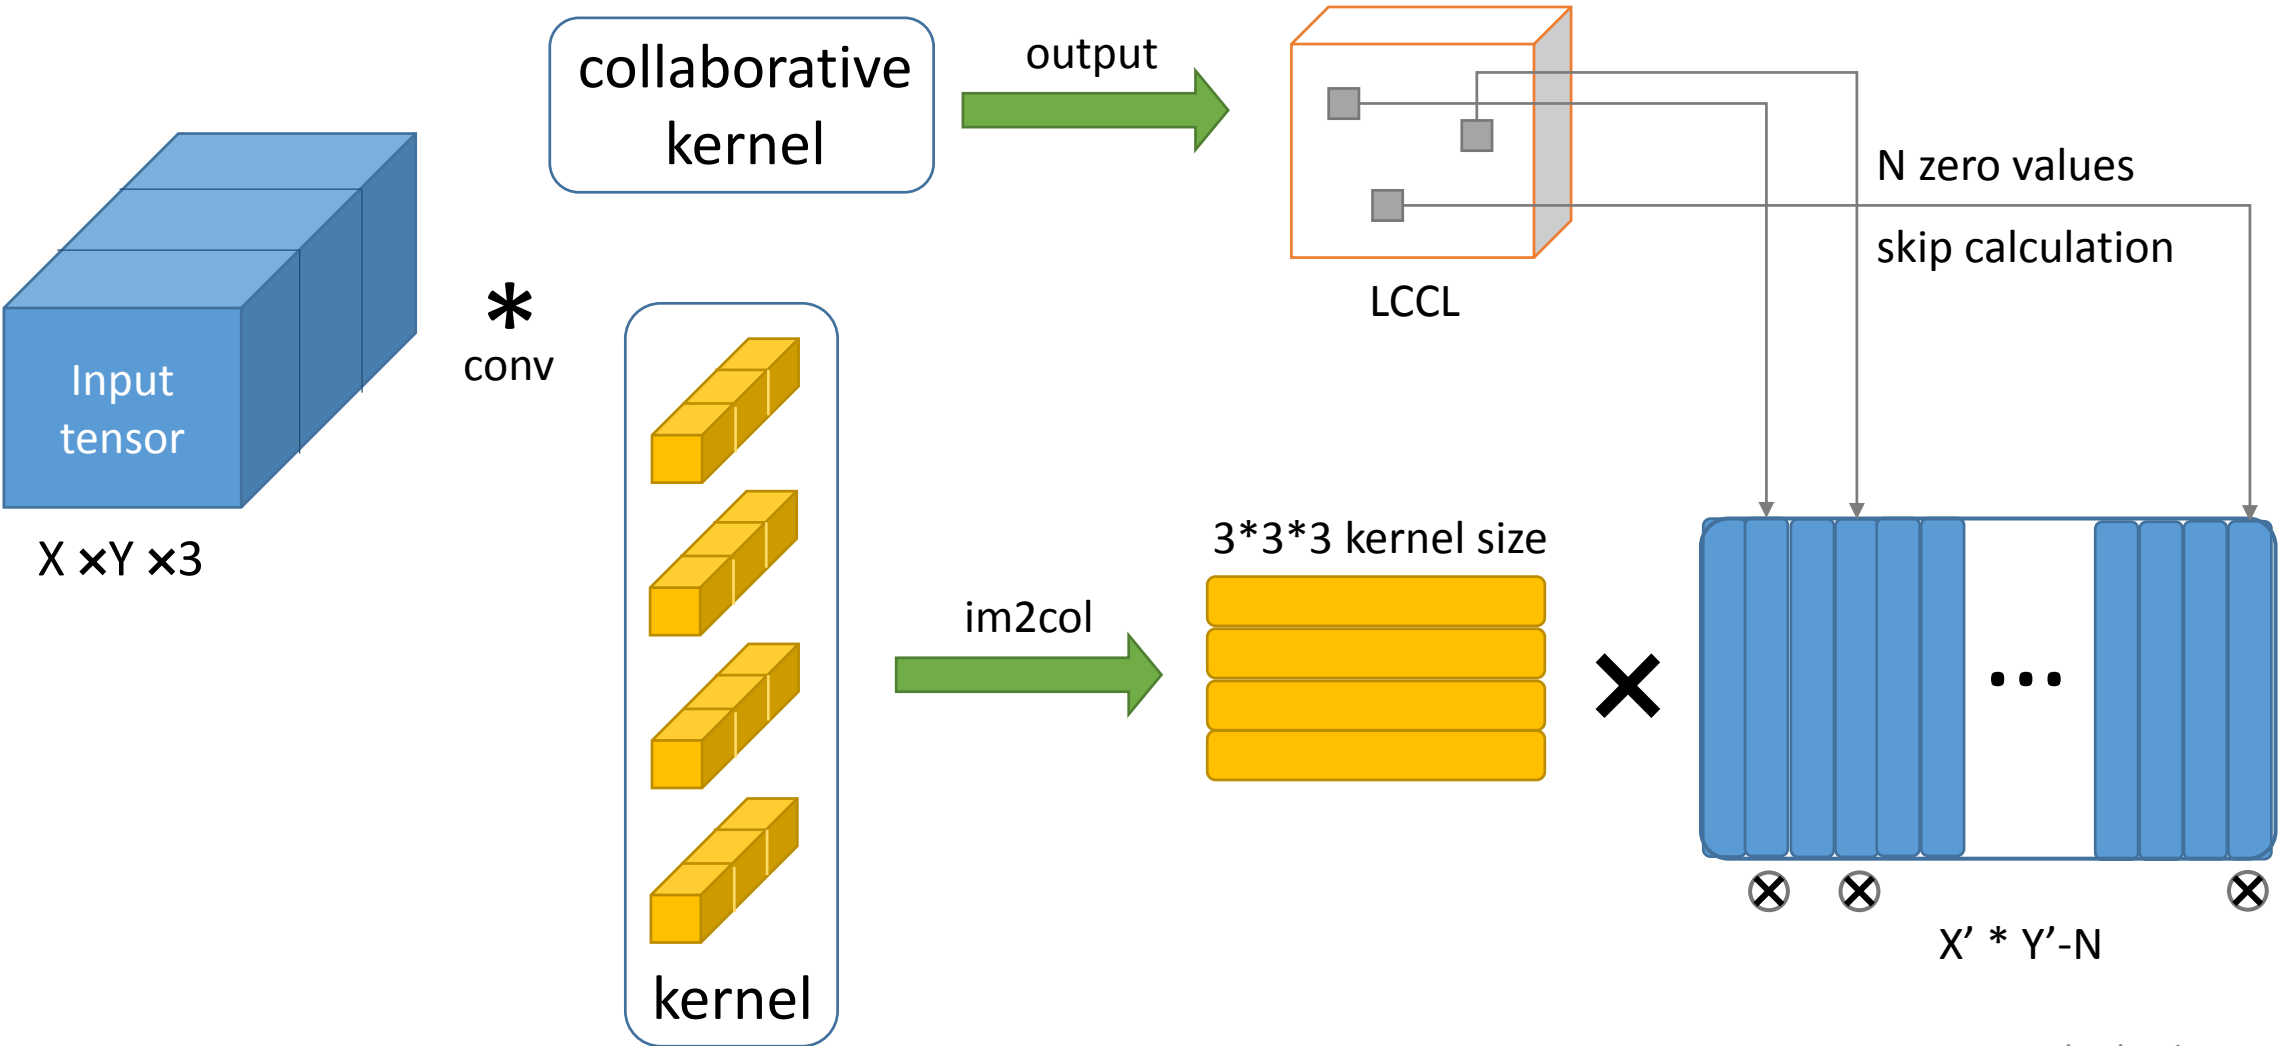 collaborative
kernel
output
N zero values
skip calculation
LCCL
*
conv
Input
tensor
X ×Y ×3
3*3*3 kernel size
im2col
×
...
kernel
X’ * Y’-N